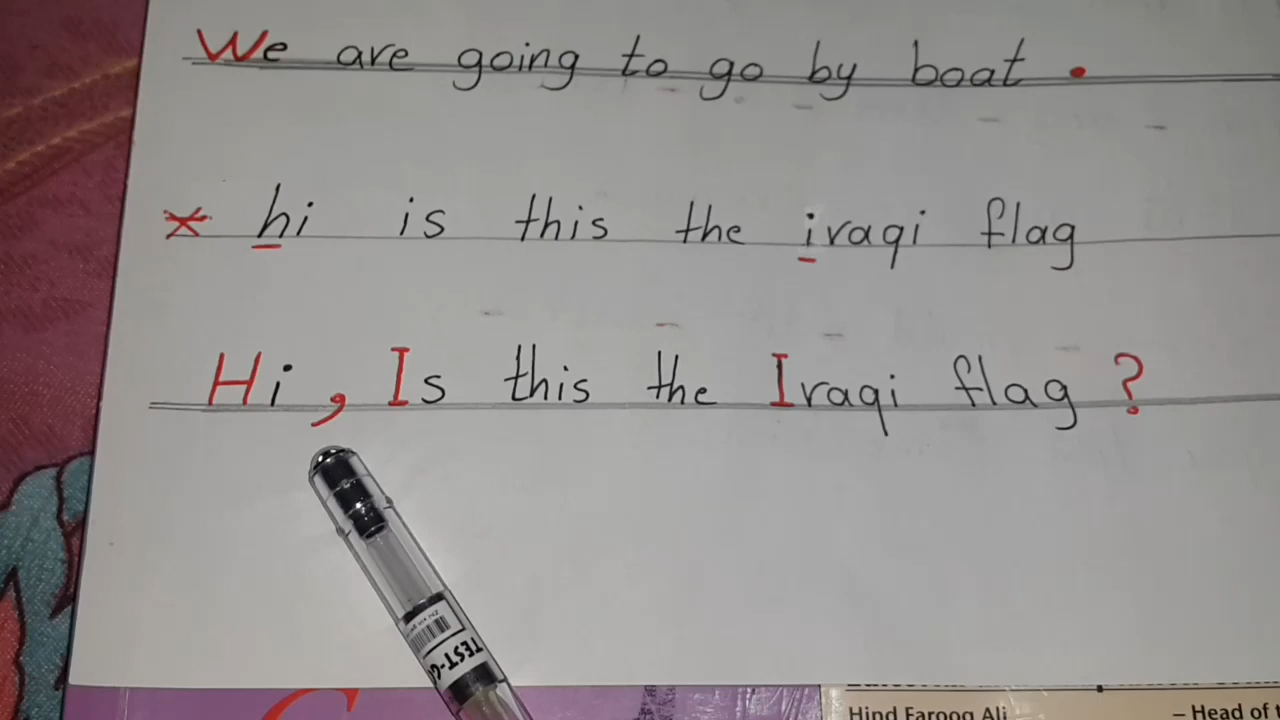 We are going to go by boat .
* hi is this the iraqi flag
Hi , Is this the Iraqi flag ?
TEST-
Hind Farooq Ali
– Head of